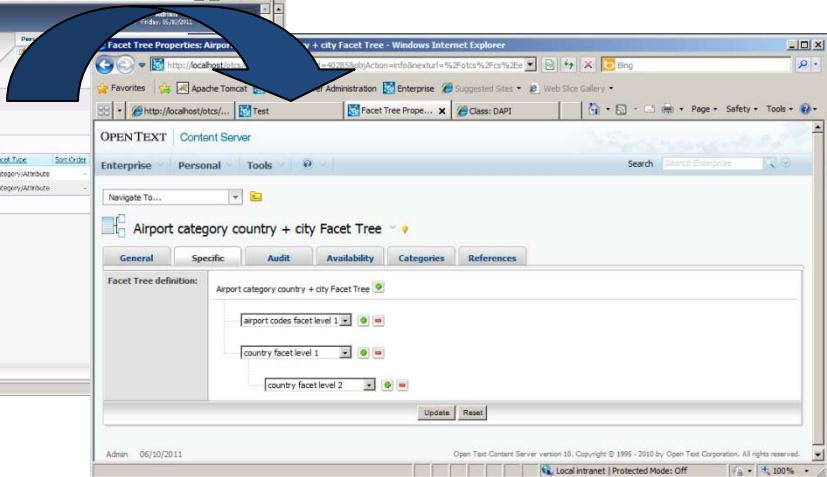 Admin
Friday, 06/10/2011
Pers
Facet Type Sort Order
Category/Attribute -
Category/Attribute -
Facet Tree Properties: Airpor y + city Facet Tree - Windows Internet Explorer
http://localhost/otcs/ =40285&objAction=info&nexturl=%2Fotcs%2Fcs%2Ee
Bing
Favorites Apache Tomcat er Administration Enterprise Suggested Sites Web Slice Gallery
http://localhost/otcs/... Test Facet Tree Prope... X Class: DAPI Page Safety Tools
OPENTEXT Content Server
Enterprise Personal Tools Search Search Enterprise
Navigate To...
Airport category country + city Facet Tree
General Specific Audit Availability Categories References
Facet Tree definition:
Airport category country + city Facet Tree
airport codes facet level 1
country facet level 1
country facet level 2
Update Reset
Admin 06/10/2011 Open Text Content Server version 10. Copyright © 1995 - 2010 by Open Text Corporation. All rights reserved.
Local intranet | Protected Mode: Off 100%